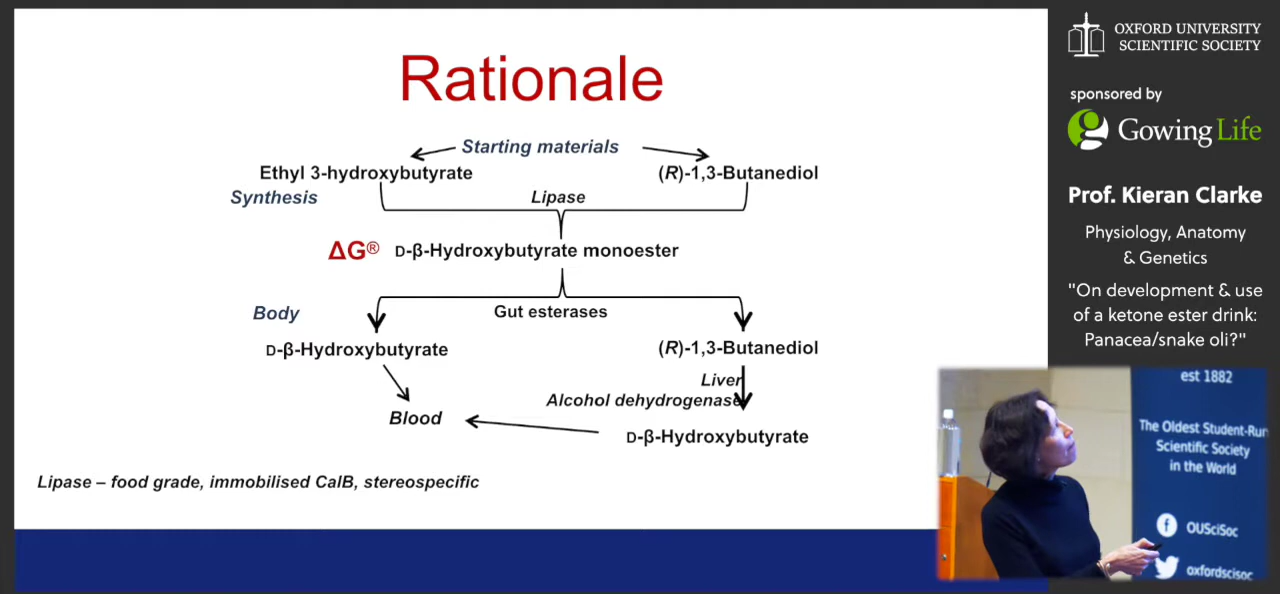 Rationale
Starting materials
Ethyl 3-hydroxybutyrate
(R)-1,3-Butanediol
Synthesis
Lipase
ΔG® D-β-Hydroxybutyrate monoester
Body
Gut esterases
D-β-Hydroxybutyrate
(R)-1,3-Butanediol
Liver
Alcohol dehydrogenase
Blood
D-β-Hydroxybutyrate
Lipase – food grade, immobilised CalB, stereospecific
OXFORD UNIVERSITY
SCIENTIFIC SOCIETY
sponsored by
Gowing Life
Prof. Kieran Clarke
Physiology, Anatomy
& Genetics
"On development & use
of a ketone ester drink:
Panacea/snake oli?"
est 1882
The Oldest Student-Run
Scientific Society
in the World
OUSciSoc
oxfordscisoc